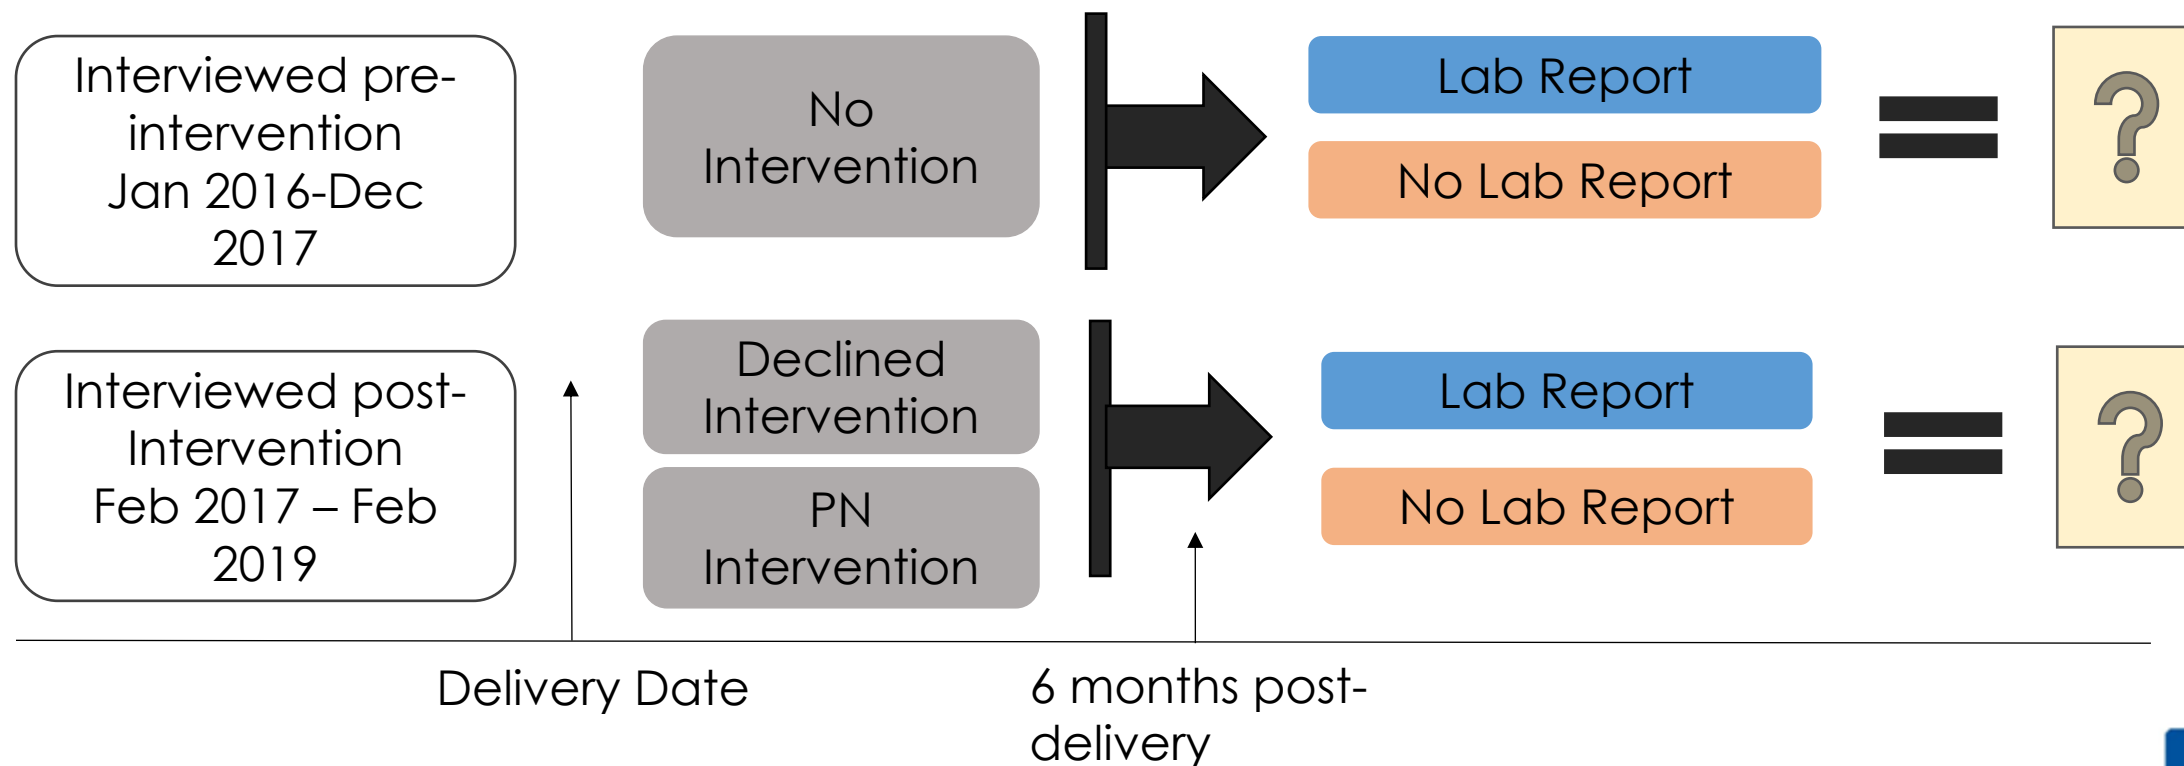 Interviewed pre-
intervention
Jan 2016-Dec
2017
No
Intervention
Lab Report
No Lab Report
?
Interviewed post-
Intervention
Feb 2017 – Feb
2019
Declined
Intervention
PN
Intervention
Lab Report
No Lab Report
?
Delivery Date
6 months post-
delivery